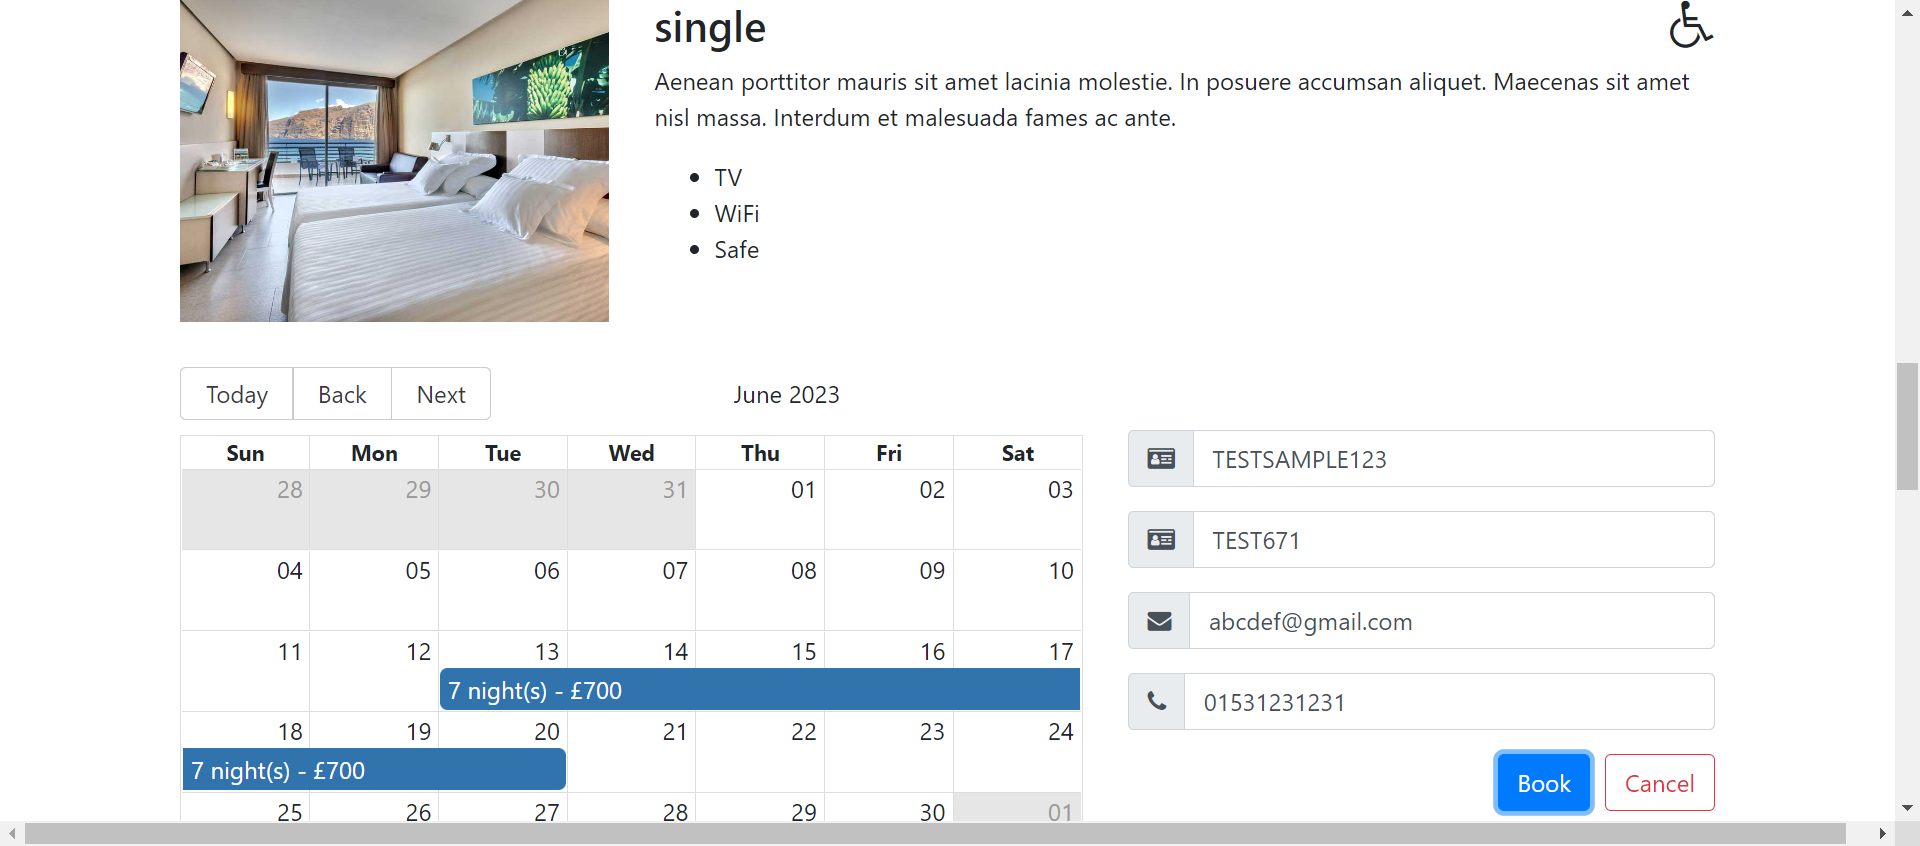 single
Aenean porttitor mauris sit amet lacinia molestie. In posuere accumsan aliquet. Maecenas sit amet
nisl massa. Interdum et malesuada fames ac ante.
TV
WiFi
Safe
Today Back Next June 2023
Sun Mon Tue Wed Thu Fri Sat
28 29 30 31 01 02 03
04 05 06 07 08 09 10
11 12 13 14 15 16 17
7 night(s) - £700
18 19 20 21 22 23 24
7 night(s) - £700
25 26 27 28 29 30 01
TESTSAMPLE123
TEST671
abcdef@gmail.com
01531231231
Book Cancel